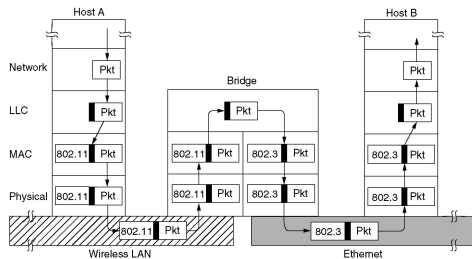 Host A
Host B
Network
Pkt
Pkt
Bridge
LLC
Pkt
Pkt
Pkt
MAC
802.11 Pkt
802.11 Pkt
802.3 Pkt
802.3 Pkt
Physical
802.11 Pkt
802.11 Pkt
802.3 Pkt
802.3 Pkt
802.11 Pkt
802.3 Pkt
Wireless LAN
Ethernet